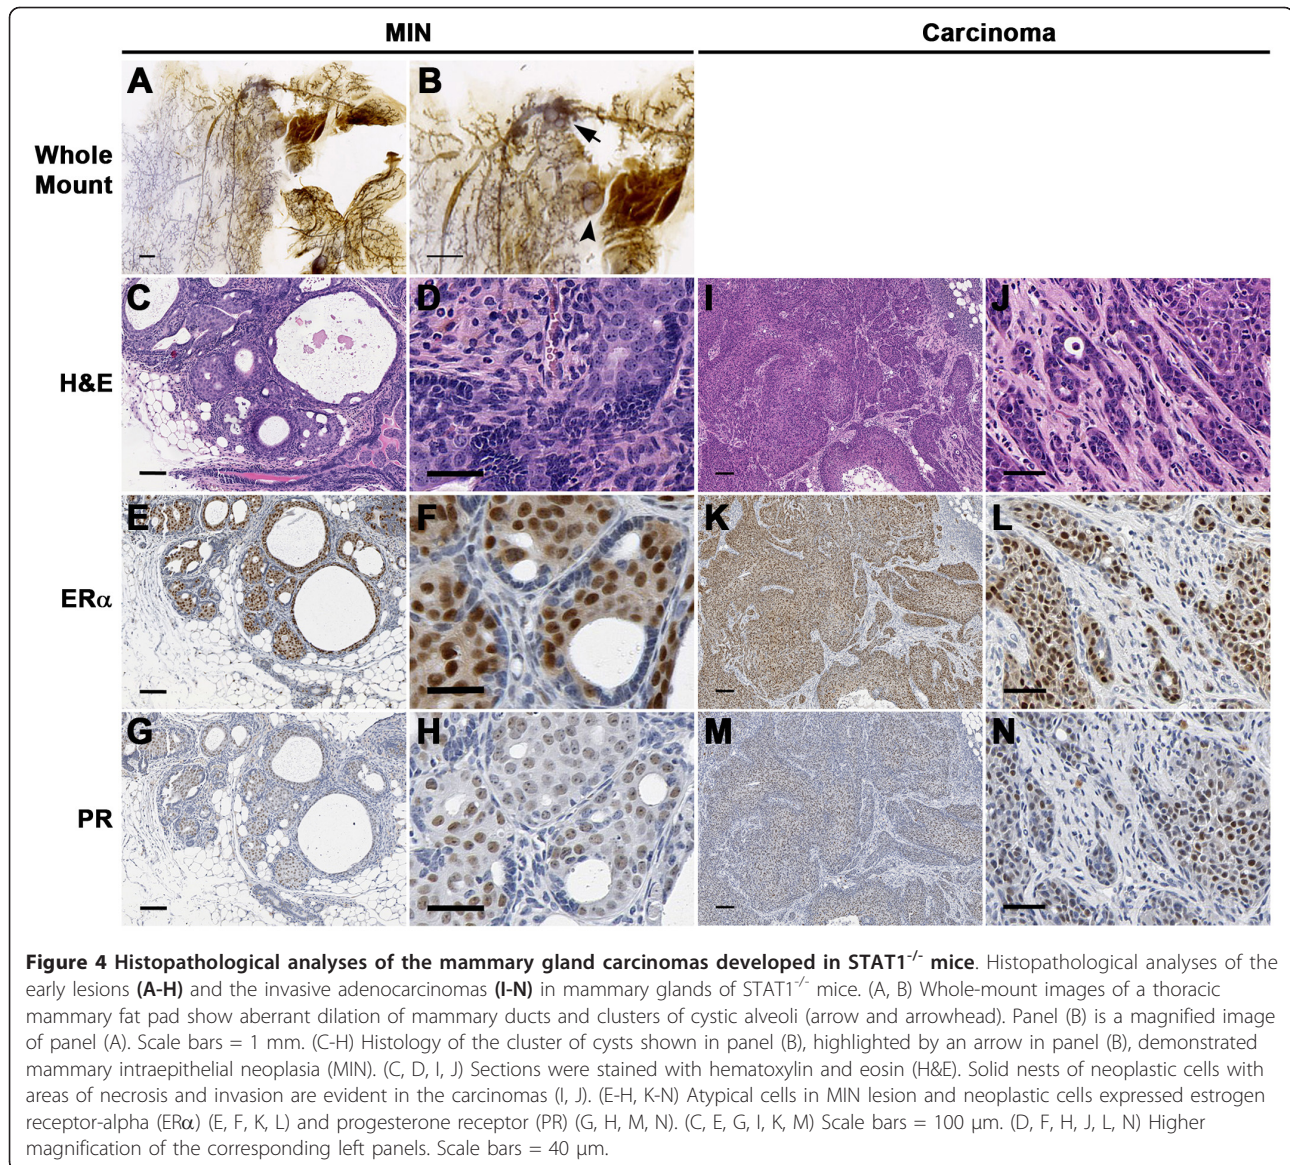 MIN
Carcinoma
Whole
Mount
A
B
H&E
C
D
I
J
ERα
E
F
K
L
PR
G
H
M
N
Figure 4 Histopathological analyses of the mammary gland carcinomas developed in STAT1-/- mice. Histopathological analyses of the
early lesions (A-H) and the invasive adenocarcinomas (I-N) in mammary glands of STAT1-/- mice. (A, B) Whole-mount images of a thoracic
mammary fat pad show aberrant dilation of mammary ducts and clusters of cystic alveoli (arrow and arrowhead). Panel (B) is a magnified image
of panel (A). Scale bars = 1 mm. (C-H) Histology of the cluster of cysts shown in panel (B), highlighted by an arrow in panel (B), demonstrated
mammary intraepithelial neoplasia (MIN). (C, D, I, J) Sections were stained with hematoxylin and eosin (H&E). Solid nests of neoplastic cells with
areas of necrosis and invasion are evident in the carcinomas (I, J). (E-H, K-N) Atypical cells in MIN lesion and neoplastic cells expressed estrogen
receptor-alpha (ERα) (E, F, K, L) and progesterone receptor (PR) (G, H, M, N). (C, E, G, I, K, M) Scale bars = 100 μm. (D, F, H, J, L, N) Higher
magnification of the corresponding left panels. Scale bars = 40 μm.